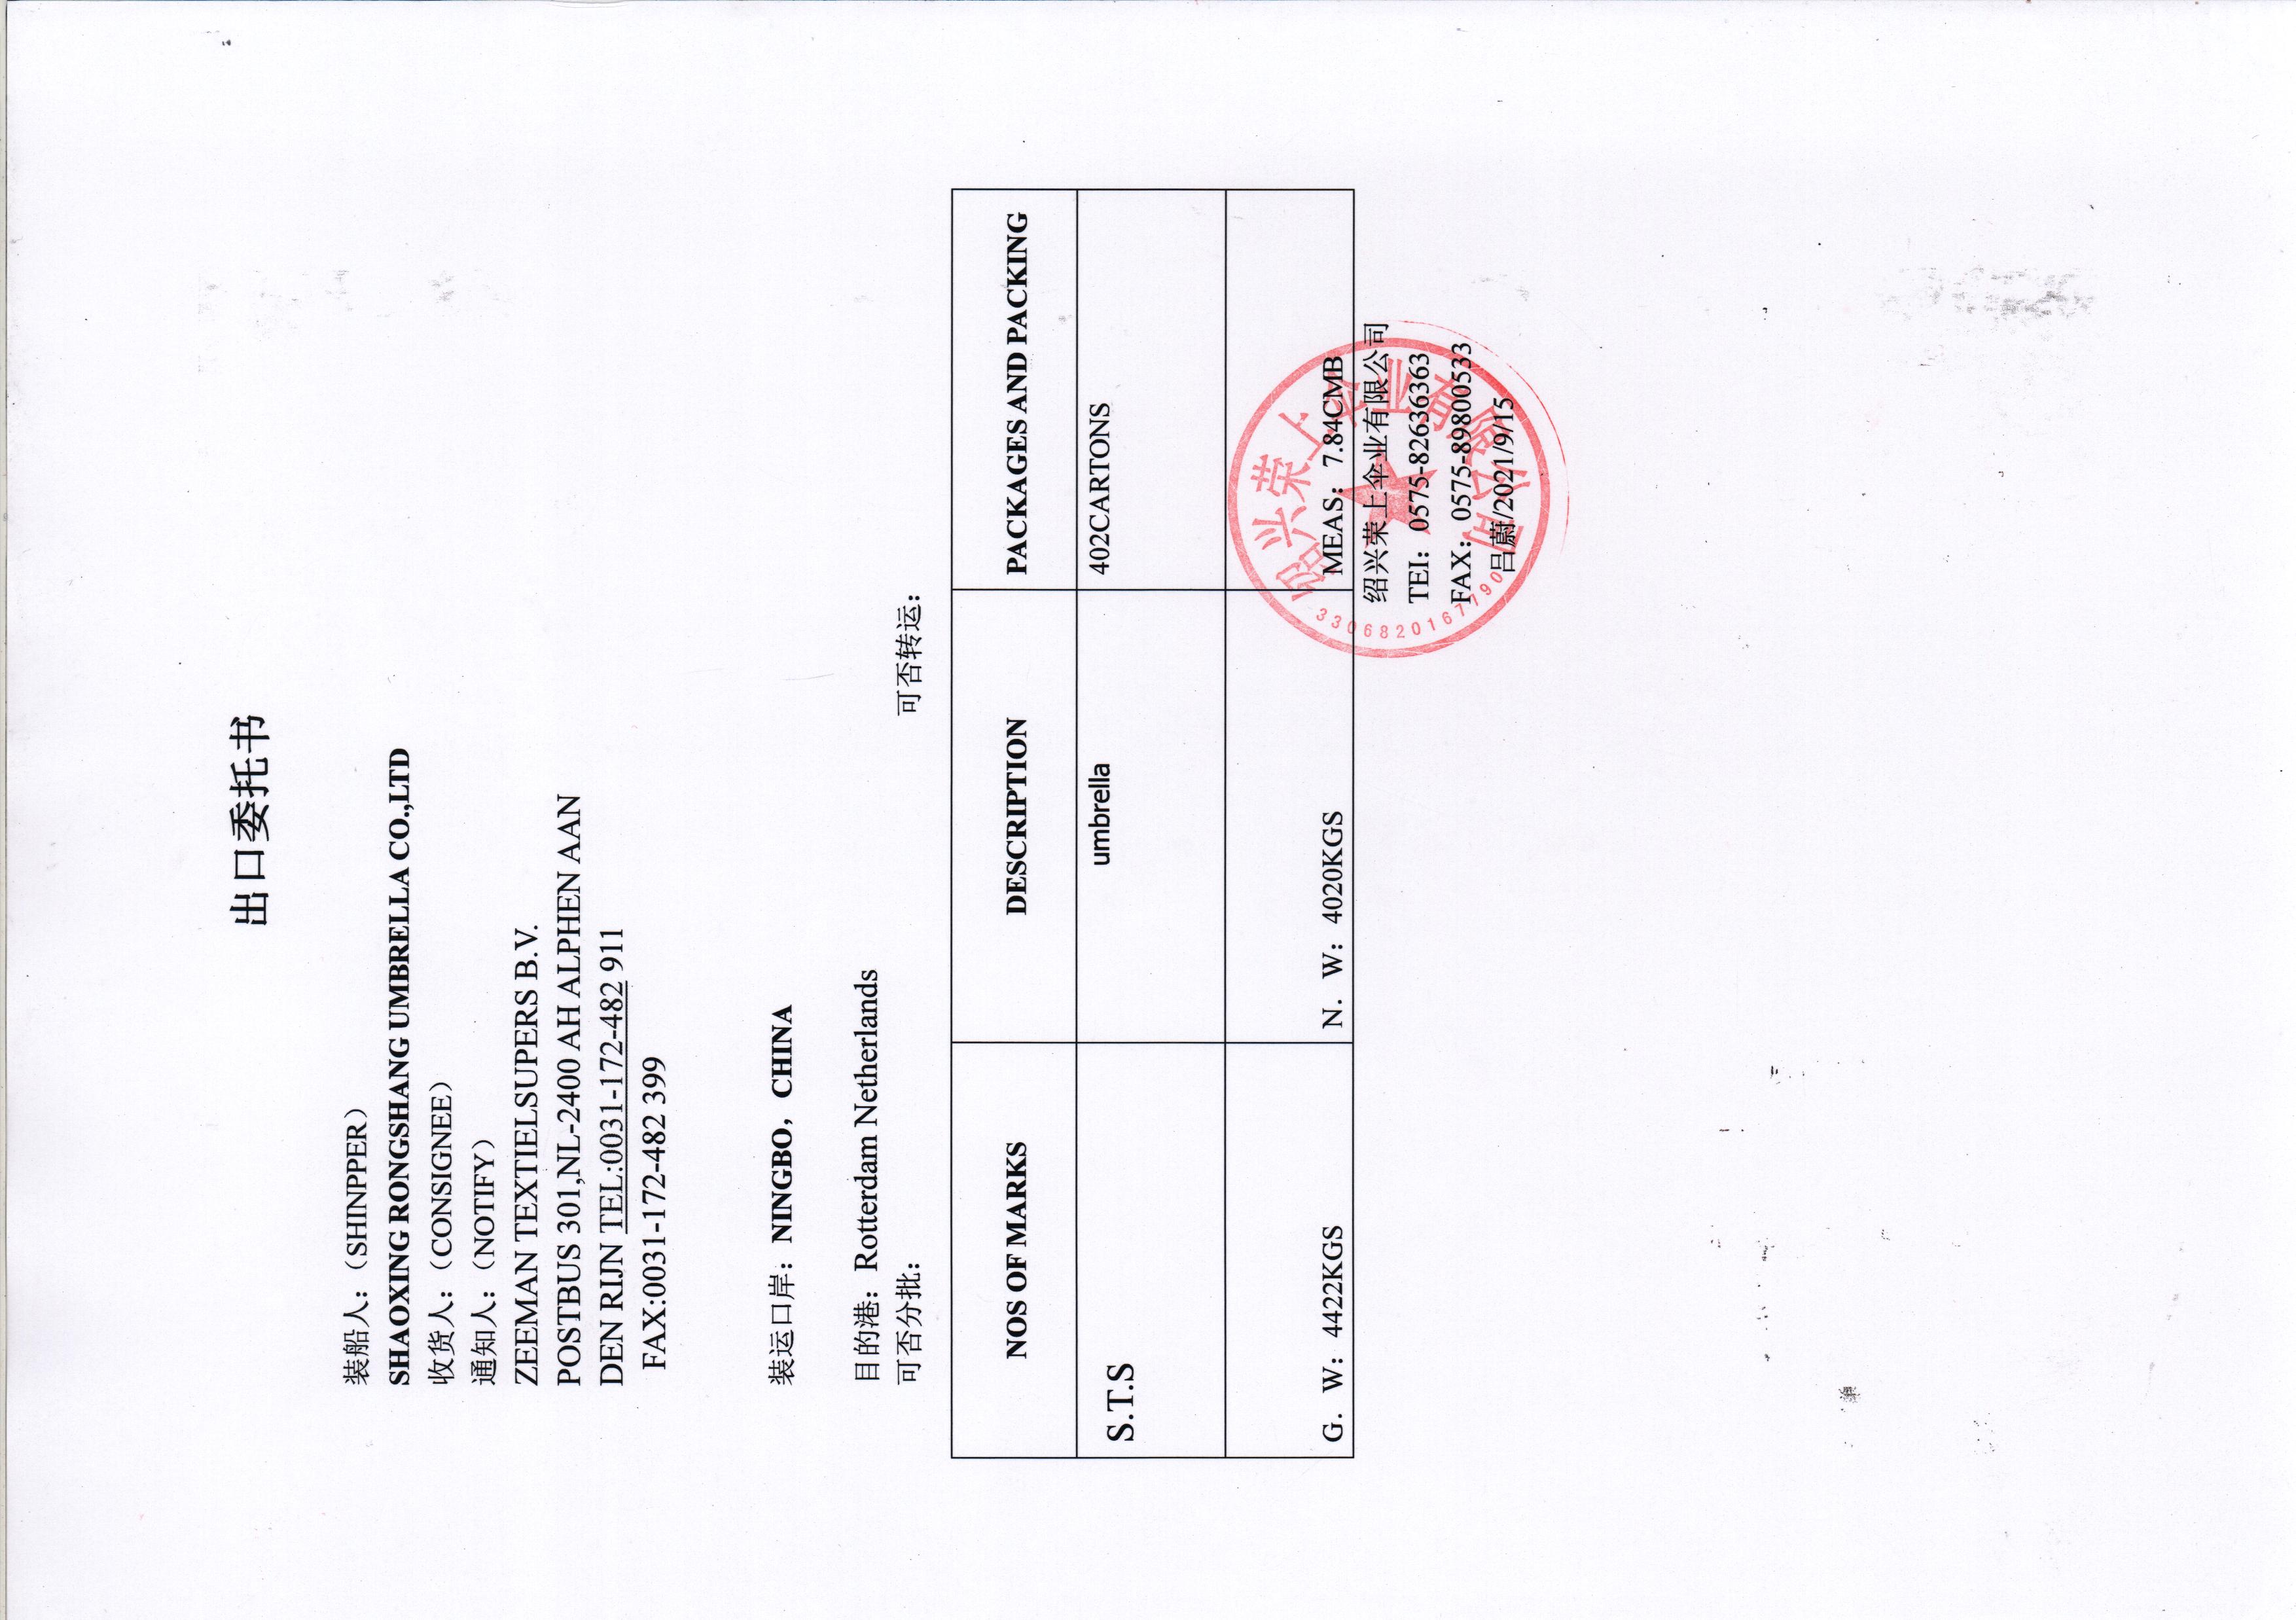 出口委托书
装船人：（SHINPPER）
SHAOXING RONGSHANG UMBRELLA CO.,LTD
收货人：（CONSIGNEE）
通知人：（NOTIFY）
ZEEMAN TEXTIELSUPERS B.V.
POSTBUS 301,NL-2400 AH ALPHEN AAN
DEN RIJN TEL:0031-172-482 911
FAX:0031-172-482 399
装运口岸：NINGBO，CHINA
目的港：Rotterdam Netherlands
可否分批： 可否转运：
NOS OF MARKS DESCRIPTION PACKAGES AND PACKING
S.T.S umbrella 402CARTONS
G. W：4422KGS N. W：4020KGS MEAS：7.84CMB
绍兴荣上伞业有限公司
TEI：0575-82636363
FAX：0575-89800533
吕蔚/2021/9/15
绍兴荣上伞业有限公司
3306820167790